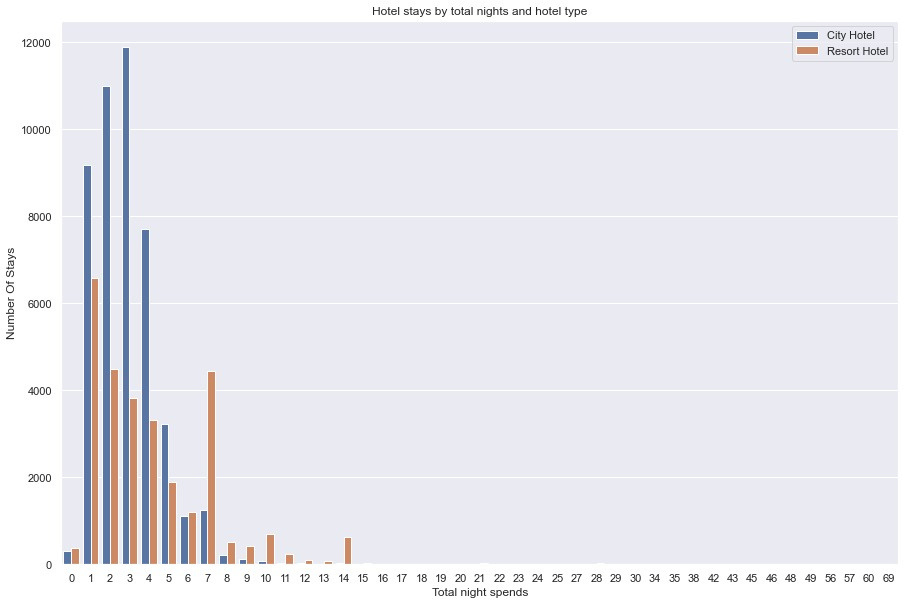 Hotel stays by total nights and hotel type
City Hotel
Resort Hotel
Number Of Stays
12000
10000
8000
6000
4000
2000
0
0 1 2 3 4 5 6 7 8 9 10 11 12 13 14 15 16 17 18 19 20 21 22 23 24 25 27 28 29 30 34 35 38 42 43 45 46 48 49 56 57 60 69
Total night spends